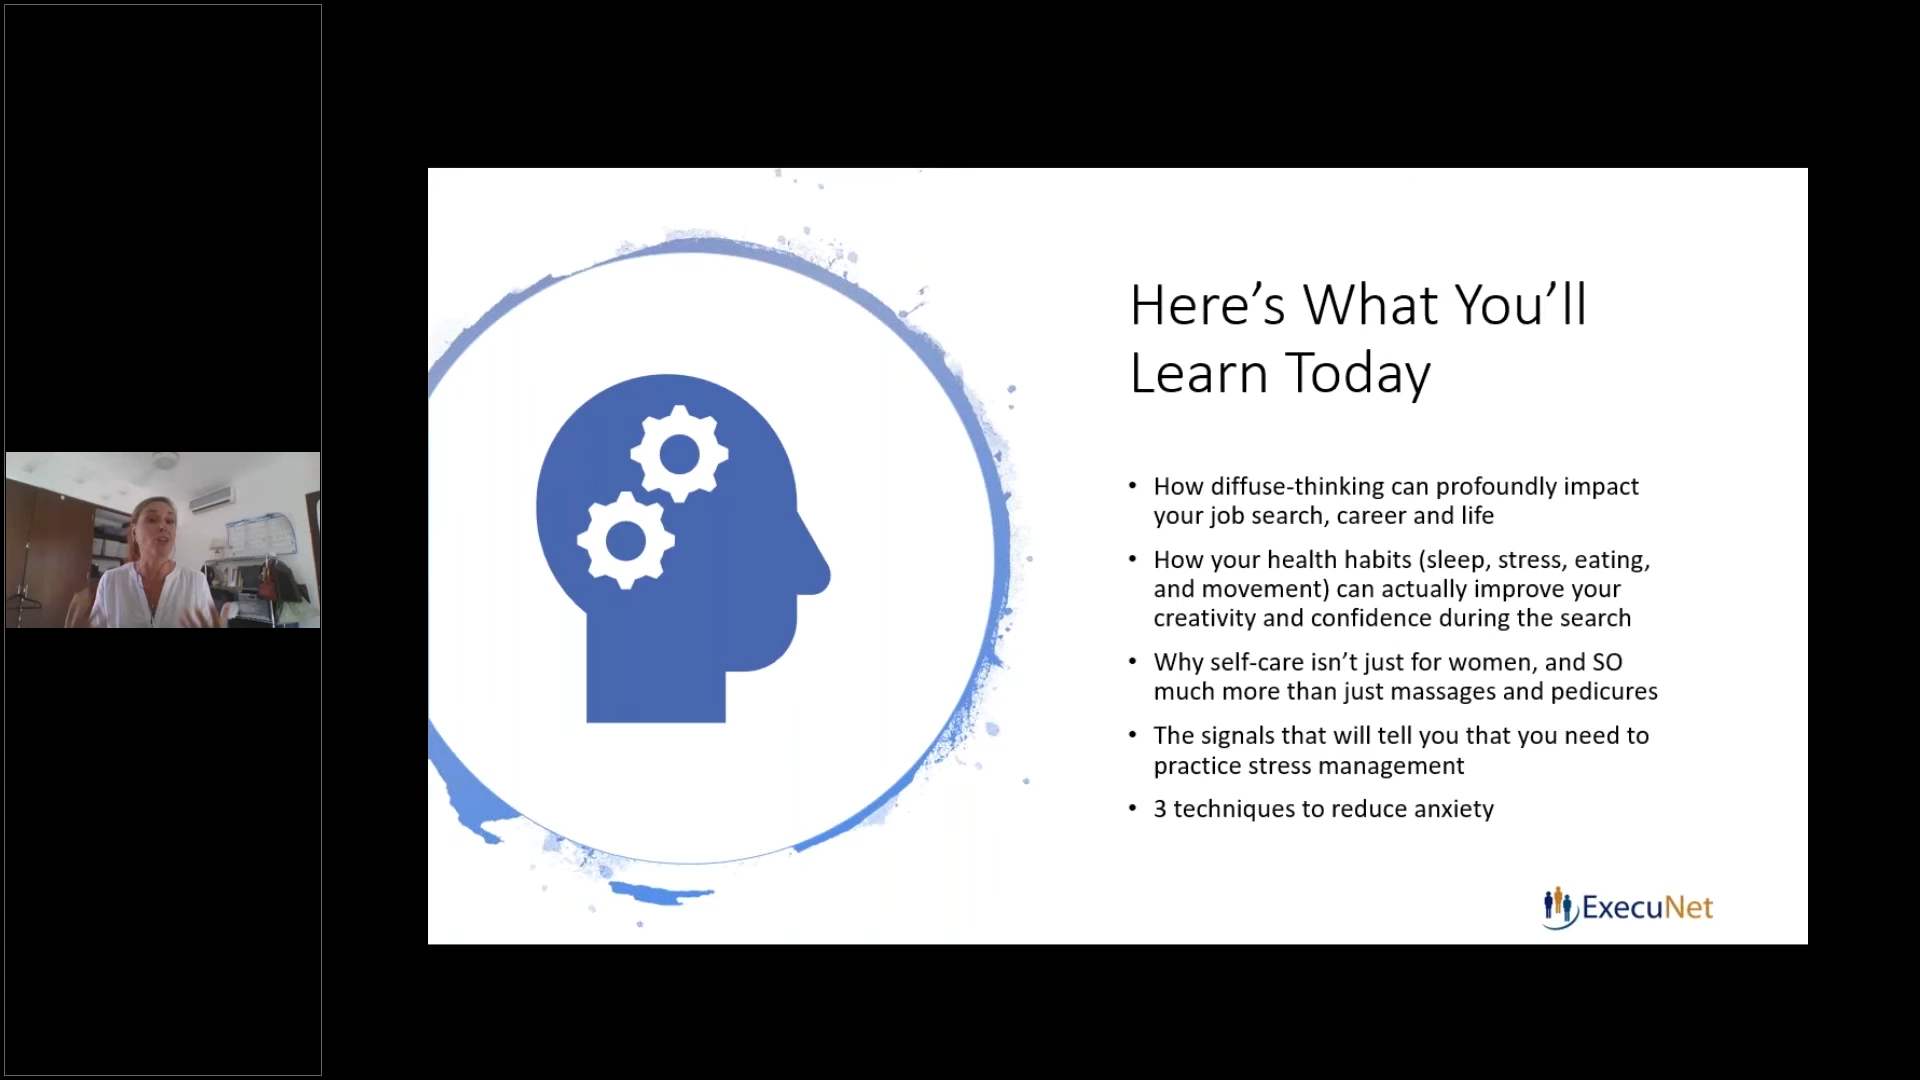 Here’s What You’ll
Learn Today
• How diffuse-thinking can profoundly impact
your job search, career and life
• How your health habits (sleep, stress, eating,
and movement) can actually improve your
creativity and confidence during the search
• Why self-care isn’t just for women, and SO
much more than just massages and pedicures
• The signals that will tell you that you need to
practice stress management
• 3 techniques to reduce anxiety
ExecuNet